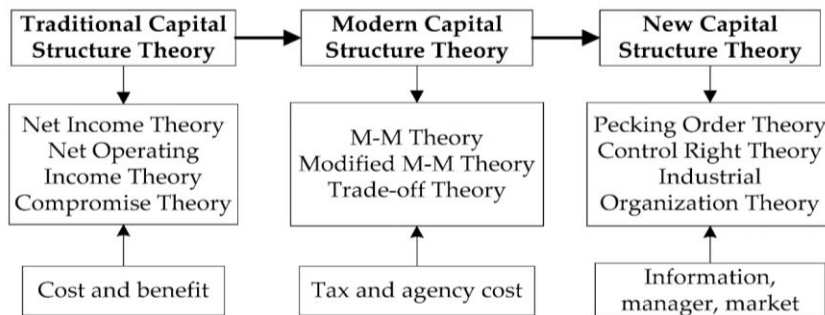 Traditional Capital
Structure Theory
Modern Capital
Structure Theory
New Capital
Structure Theory
Net Income Theory
Net Operating
Income Theory
Compromise Theory
M-M Theory
Modified M-M Theory
Trade-off Theory
Pecking Order Theory
Control Right Theory
Industrial
Organization Theory
Cost and benefit
Tax and agency cost
Information,
manager, market